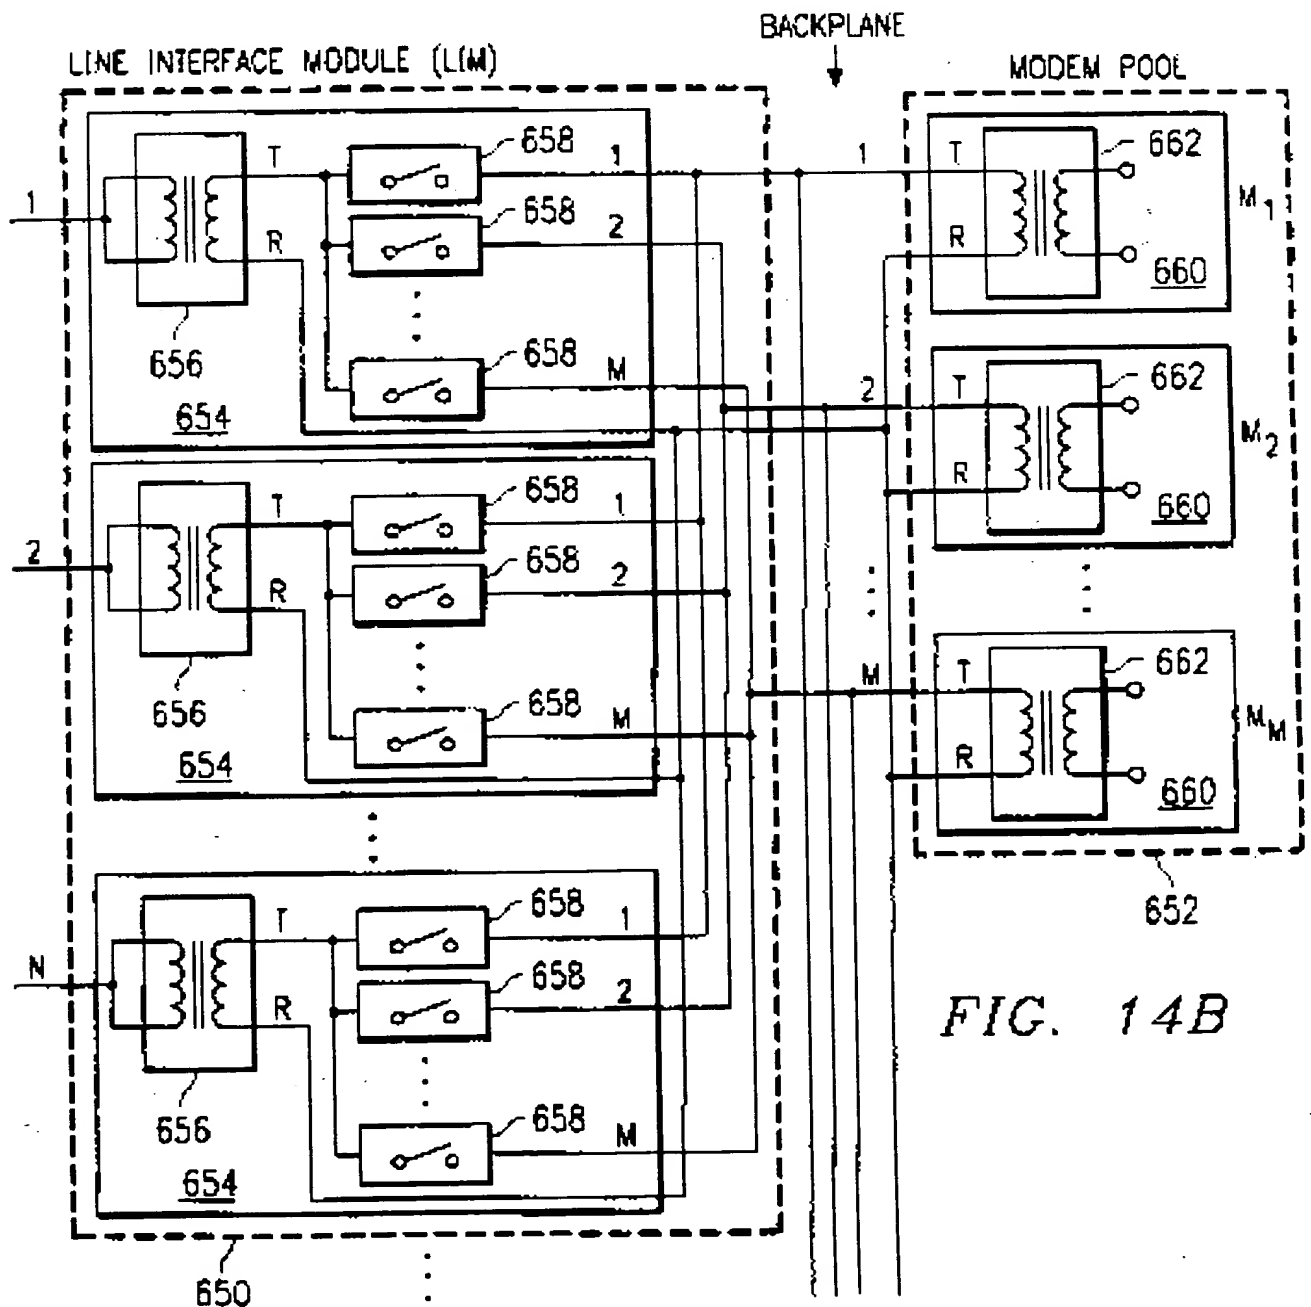 BACKPLANE
LINE INTERFACE MODULE (LIM)
MODEM POOL
1
T
R
656
654
658
1
658
2
658
M
2
T
R
656
654
658
1
658
2
658
M
N
T
R
656
654
658
1
658
2
658
M
650
1
T
R
662
660
M1
2
T
R
662
660
M2
M
T
R
662
660
MM
652
FIG. 14B